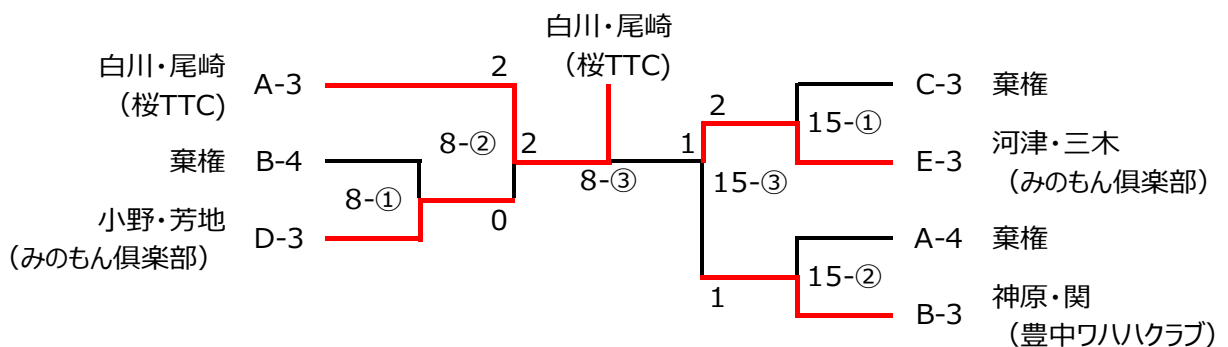 白川・尾崎
（桜TTC)
白川・尾崎
（桜TTC)
A-3
2
棄権
B-4
8-①
8-②
2
小野・芳地
（みのもん倶楽部）
D-3
0
8-③
1
2
15-①
C-3
棄権
E-3
河津・三木
（みのもん倶楽部）
15-③
A-4
棄権
15-②
1
B-3
神原・関
（豊中ワハハクラブ）